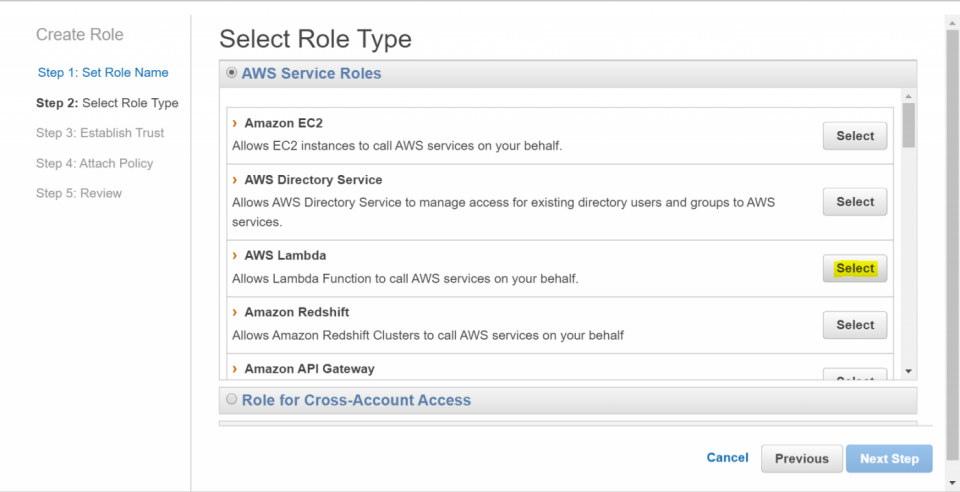 Create Role
Step 1: Set Role Name
Step 2: Select Role Type
Step 3: Establish Trust
Step 4: Attach Policy
Step 5: Review
Select Role Type
AWS Service Roles
Amazon EC2
Allows EC2 instances to call AWS services on your behalf.
Select
AWS Directory Service
Allows AWS Directory Service to manage access for existing directory users and groups to AWS
services.
Select
AWS Lambda
Allows Lambda Function to call AWS services on your behalf.
Select
Amazon Redshift
Allows Amazon Redshift Clusters to call AWS services on your behalf
Select
Amazon API Gateway
Select
Role for Cross-Account Access
Cancel
Previous
Next Step